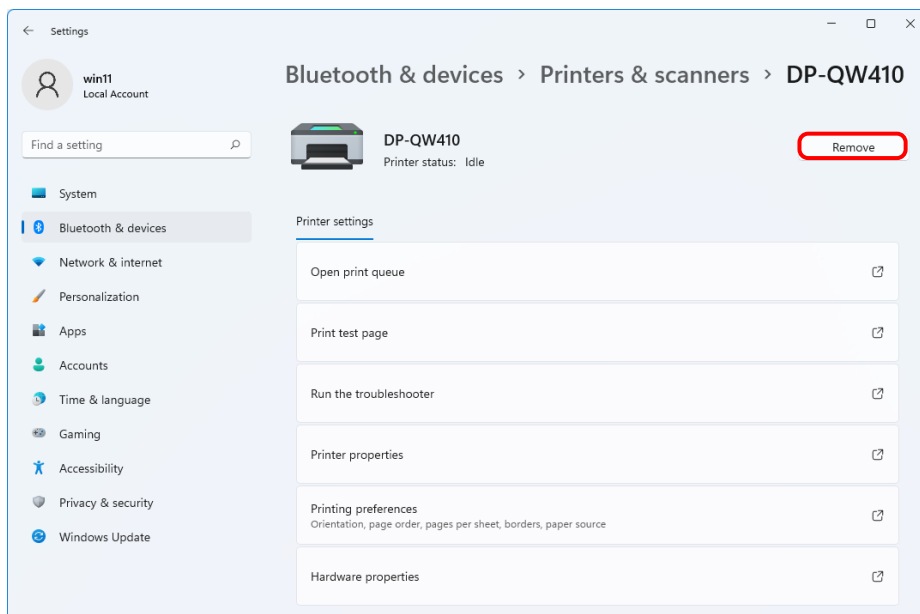 Settings
win11
Local Account
Find a setting
System
Bluetooth & devices
Network & internet
Personalization
Apps
Accounts
Time & language
Gaming
Accessibility
Privacy & security
Windows Update
Bluetooth & devices > Printers & scanners > DP-QW410
DP-QW410
Printer status: Idle
Remove
Printer settings
Open print queue
Print test page
Run the troubleshooter
Printer properties
Printing preferences
Orientation, page order, pages per sheet, borders, paper source
Hardware properties